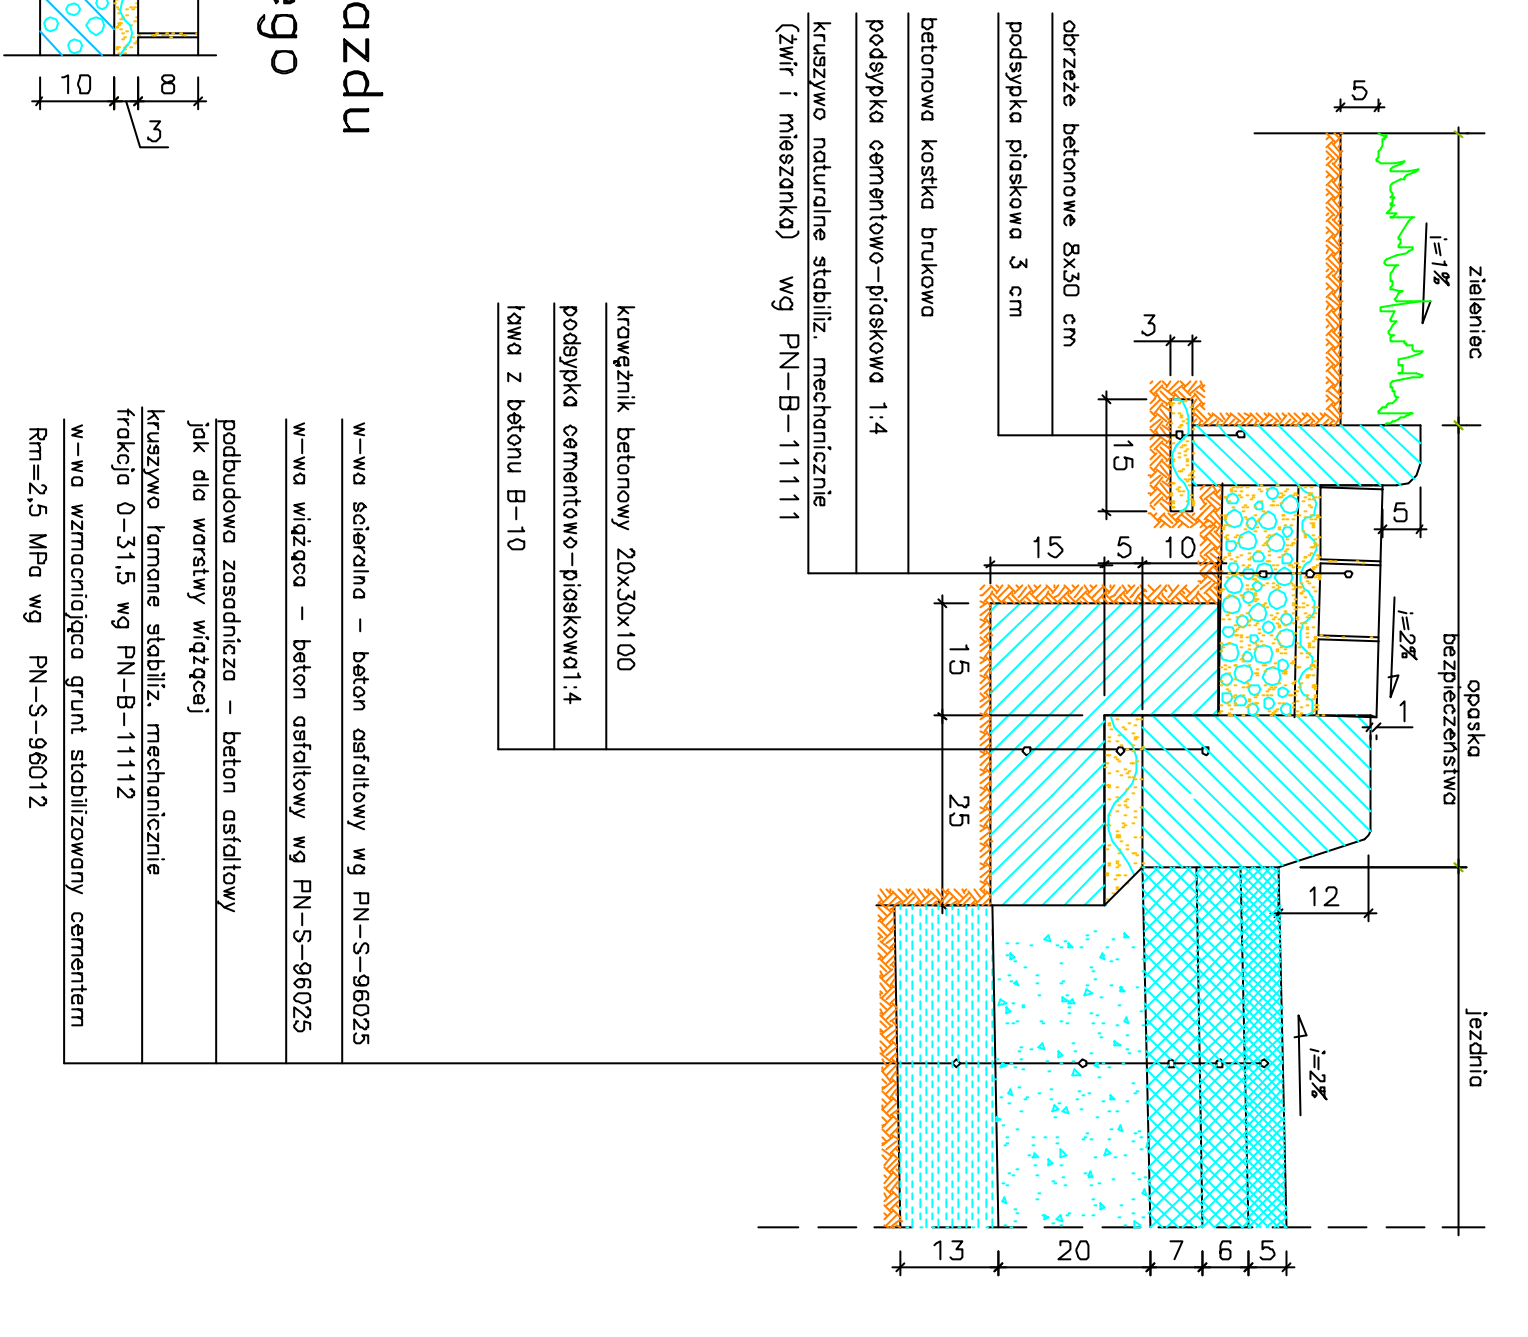 zieleniec
opaska
bezpieczeństwa
jezdnia
i=1%
i=2%
i=2%
5
5
1
12
3
15
10
5
15
15
25
5
6
7
20
13
obrzeże betonowe 8x30 cm
podsypka piaskowa 3 cm
betonowa kostka brukowa
podsypka cementowo-piaskowa 1:4
kruszywo naturalne stabiliz. mechanicznie
(żwir i mieszanka) wg PN-B-11111
krawężnik betonowy 20x30x100
podsypka cementowo-piaskowa1:4
ława z betonu B-10
w-wa ścieralna - beton asfaltowy wg PN-S-96025
w-wa wiążąca - beton asfaltowy wg PN-S-96025
podbudowa zasadnicza - beton asfaltowy
jak dla warstwy wiążącej
kruszywo łamane stabiliz. mechanicznie
frakcja 0-31,5 wg PN-B-11112
w-wa wzmacniająca grunt stabilizowany cementem
Rm=2,5 MPa wg PN-S-96012
azdu
ego
8
10
3